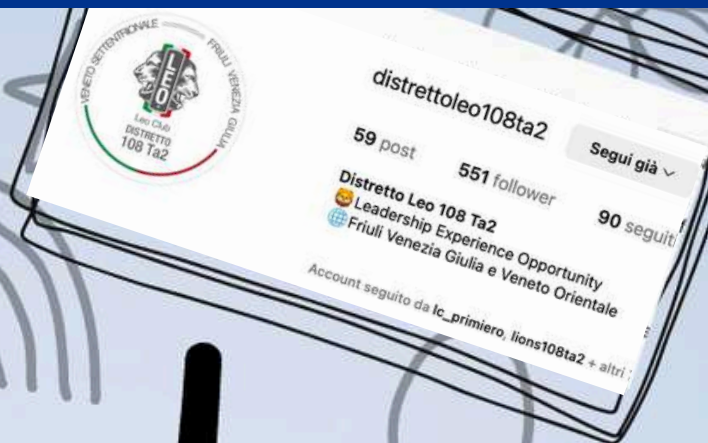 VENETO SETTENTRIONALE
FRIULI VENEZIA GIULIA
LEO
Leo Club
DISTRETTO
108 Ta2
distrettoleo108ta2
Segui già
59 post
551 follower
90 seguiti
Distretto Leo 108 Ta2
Leadership Experience Opportunity
Friuli Venezia Giulia e Veneto Orientale
Account seguito da lc_primiero, lions108ta2 + altri